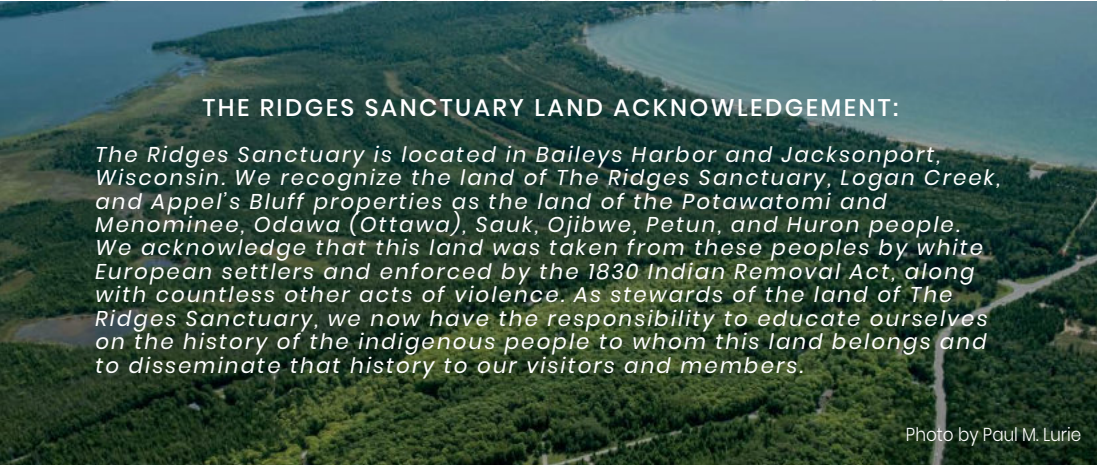 THE RIDGES SANCTUARY LAND ACKNOWLEDGEMENT:
The Ridges Sanctuary is located in Baileys Harbor and Jacksonport,
Wisconsin. We recognize the land of The Ridges Sanctuary, Logan Creek,
and Appel's Bluff properties as the land of the Potawatomi and
Menominee, Odawa (Ottawa), Sauk, Ojibwe, Petun, and Huron people.
We acknowledge that this land was taken from these peoples by white
European settlers and enforced by the 1830 Indian Removal Act, along
with countless other acts of violence. As stewards of the land of The
Ridges Sanctuary, we now have the responsibility to educate ourselves
on the history of the indigenous people to whom this land belongs and
to disseminate that history to our visitors and members.
Photo by Paul M. Lurie